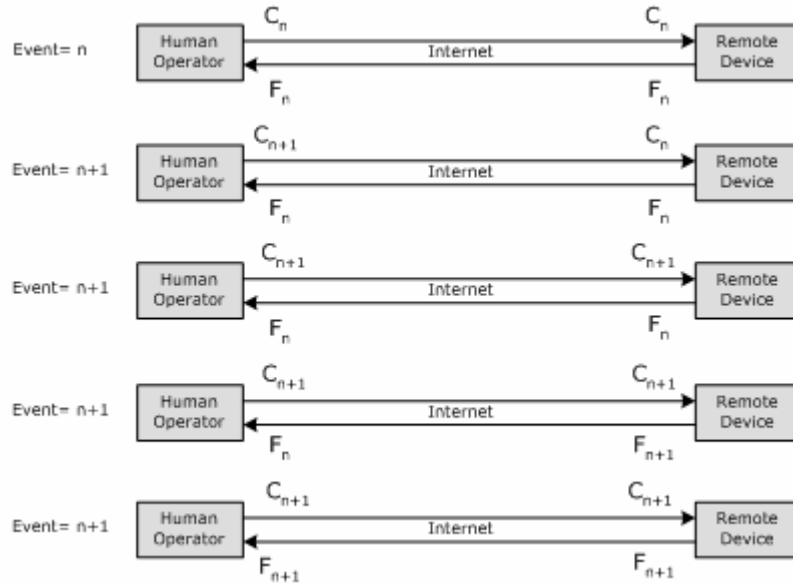 C_n C_n
Event= n Human Operator Internet Remote Device
F_n F_n
C_n+1 C_n
Event= n+1 Human Operator Internet Remote Device
F_n F_n
C_n+1 C_n+1
Event= n+1 Human Operator Internet Remote Device
F_n F_n
C_n+1 C_n+1
Event= n+1 Human Operator Internet Remote Device
F_n F_n+1
C_n+1 C_n+1
Event= n+1 Human Operator Internet Remote Device
F_n+1 F_n+1